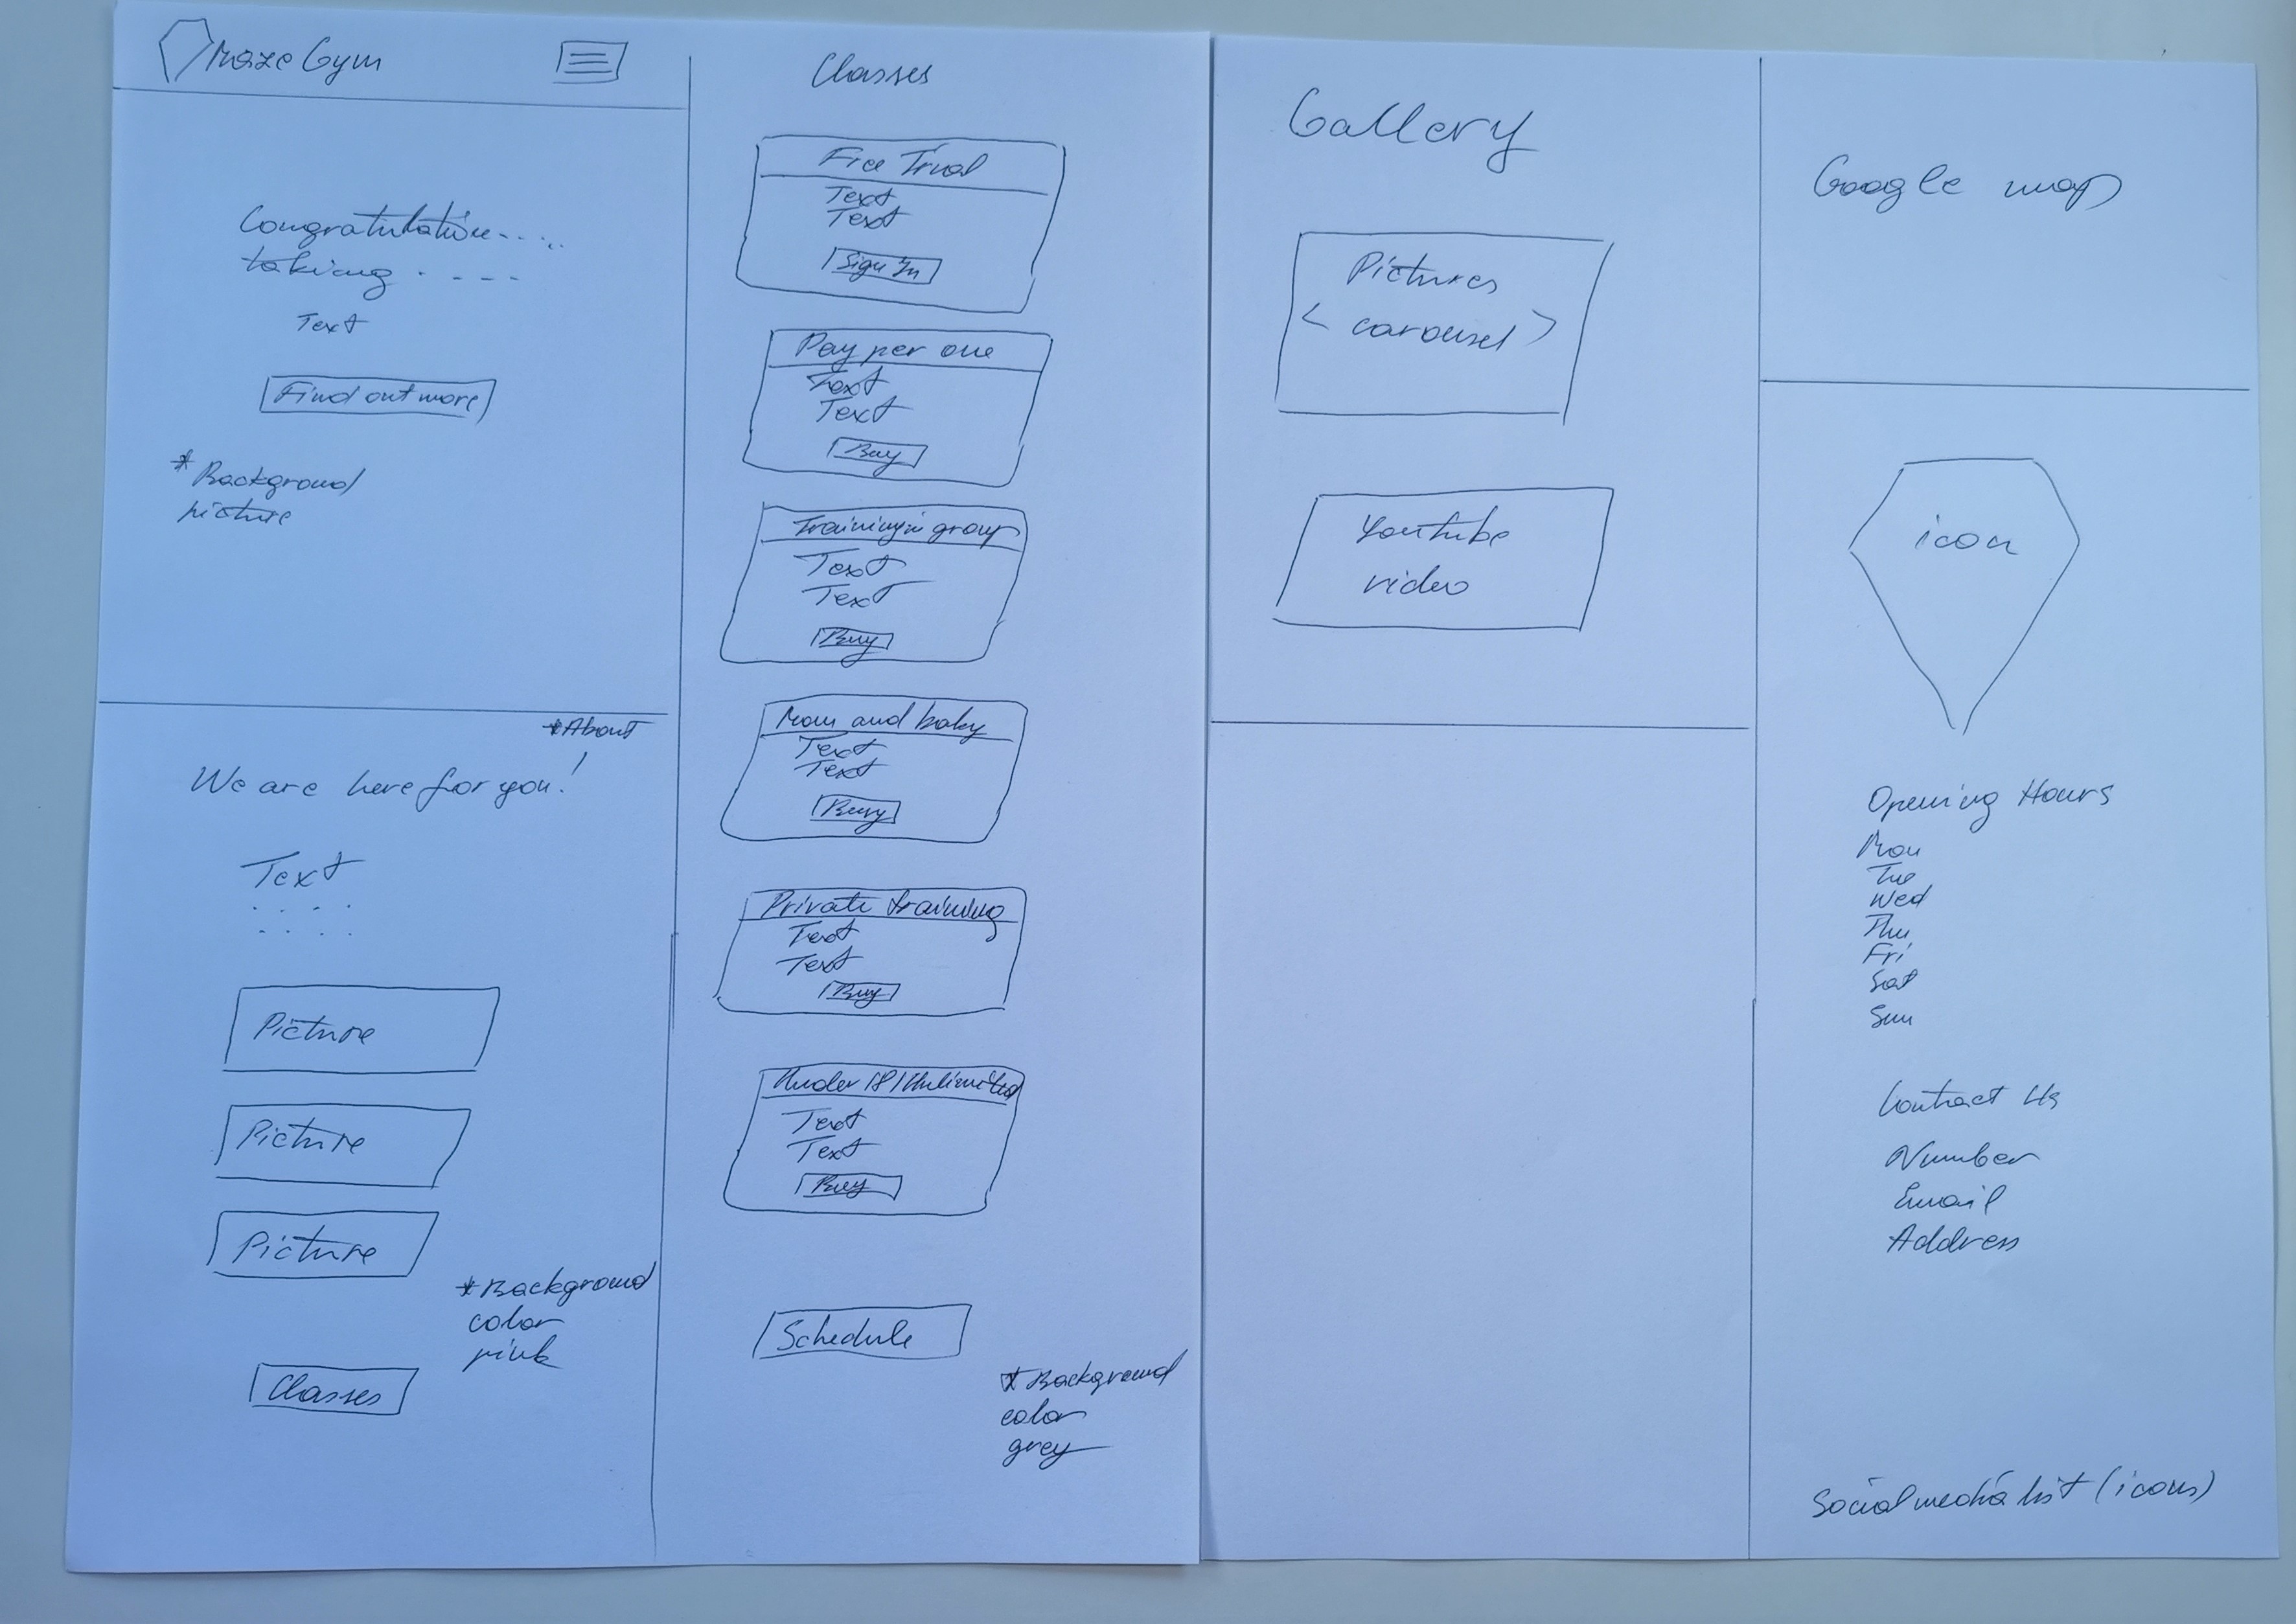 Maze Gym
Congratulation-....
taking . - - -
Text
Find out more
* Background
picture
*About
We are here for you!
Text
. . . .
. . . .
Picture
Picture
Picture
*Background
color
pink
Classes
Classes
Free Trial
Text
Text
Sign In
Pay per one
Text
Text
Buy
Training in group
Text
Text
Buy
Mom and baby
Text
Text
Buy
Private training
Text
Text
Buy
Under 18/Unlimited
Text
Text
Buy
Schedule
*Background
color
grey
Gallery
Pictures
< carousel >
Youtube
video
Google map
icon
Opening Hours
Mon
Tue
Wed
Thu
Fri
Sat
Sun
Contact Us
Number
Email
Address
Social media list (icons)